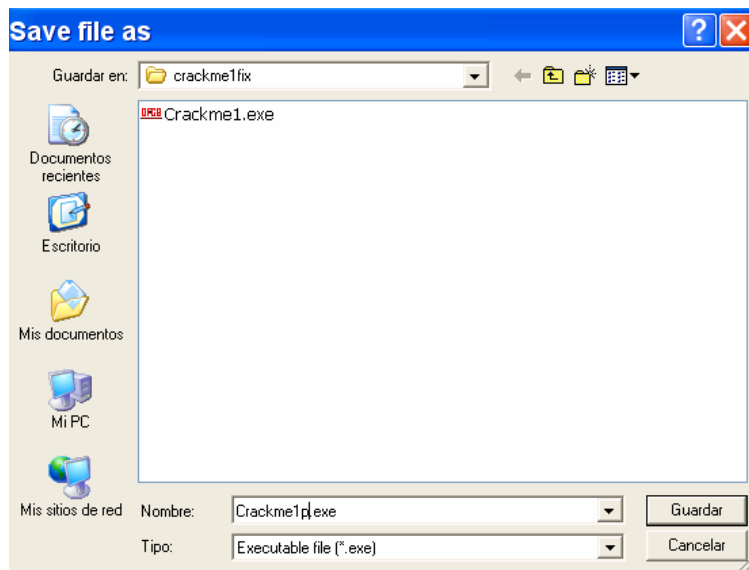 Save file as
Guardar en:
crackme1fix
Crackme1.exe
Documentos
recientes
Escritorio
Mis documentos
Mi PC
Mis sitios de red
Nombre:
Crackme1p.exe
Guardar
Tipo:
Executable file (*.exe)
Cancelar